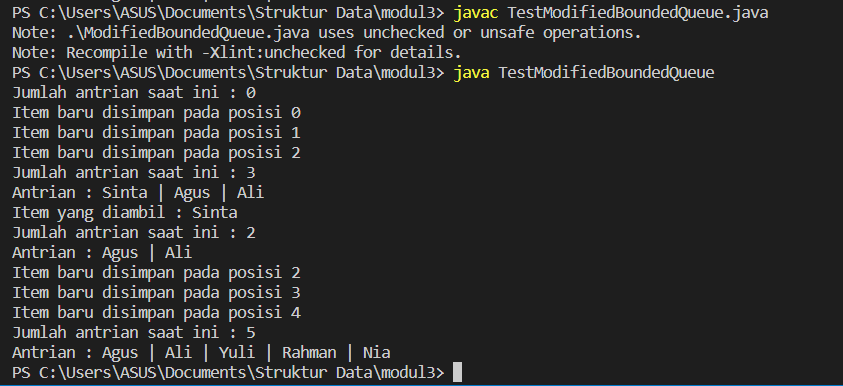 PS C:\Users\ASUS\Documents\Struktur Data\modul3> javac TestModifiedBoundedQueue.java
Note: .\ModifiedBoundedQueue.java uses unchecked or unsafe operations.
Note: Recompile with -Xlint:unchecked for details.
PS C:\Users\ASUS\Documents\Struktur Data\modul3> java TestModifiedBoundedQueue
Jumlah antrian saat ini : 0
Item baru disimpan pada posisi 0
Item baru disimpan pada posisi 1
Item baru disimpan pada posisi 2
Jumlah antrian saat ini : 3
Antrian : Sinta | Agus | Ali
Item yang diambil : Sinta
Jumlah antrian saat ini : 2
Antrian : Agus | Ali
Item baru disimpan pada posisi 2
Item baru disimpan pada posisi 3
Item baru disimpan pada posisi 4
Jumlah antrian saat ini : 5
Antrian : Agus | Ali | Yuli | Rahman | Nia
PS C:\Users\ASUS\Documents\Struktur Data\modul3>